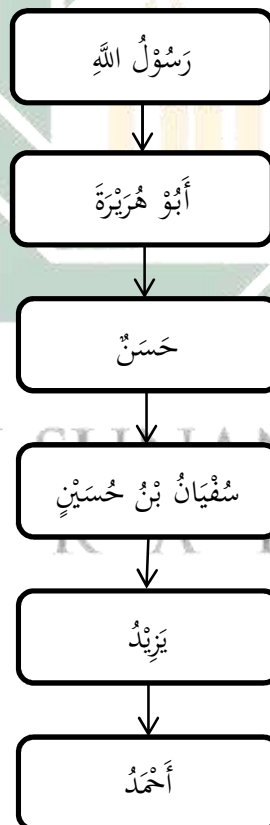 رَسُوْلُ اللَّهِ
أَبُوْ هُرَيْرَةَ
حَسَنٌ
سُفْيَانُ بْنُ حُسَيْنٍ
يَزِيْدُ
أَحْمَدُ